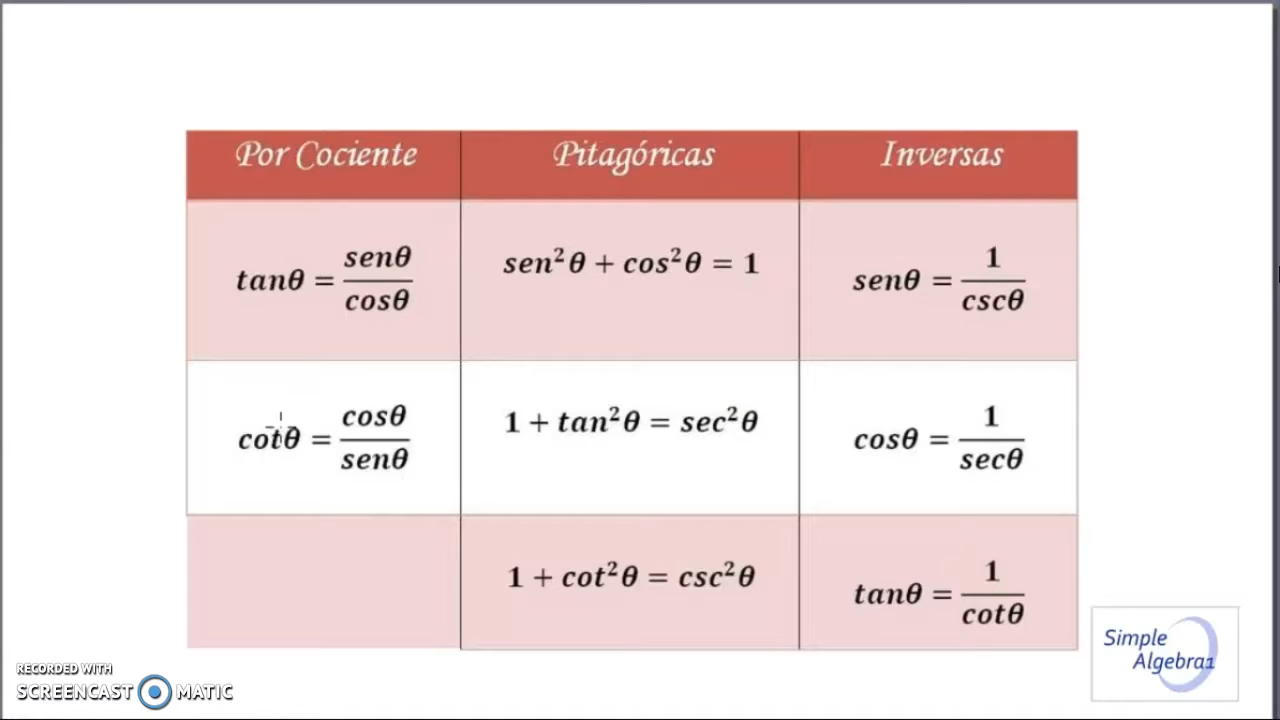 Por Cociente Pitagóricas Inversas
tanθ = senθ/cosθ sen²θ + cos²θ = 1 senθ = 1/cscθ
cotθ = cosθ/senθ 1 + tan²θ = sec²θ cosθ = 1/secθ
1 + cot²θ = csc²θ tanθ = 1/cotθ
Simple
Algebra1
RECORDED WITH
SCREENCAST MATIC